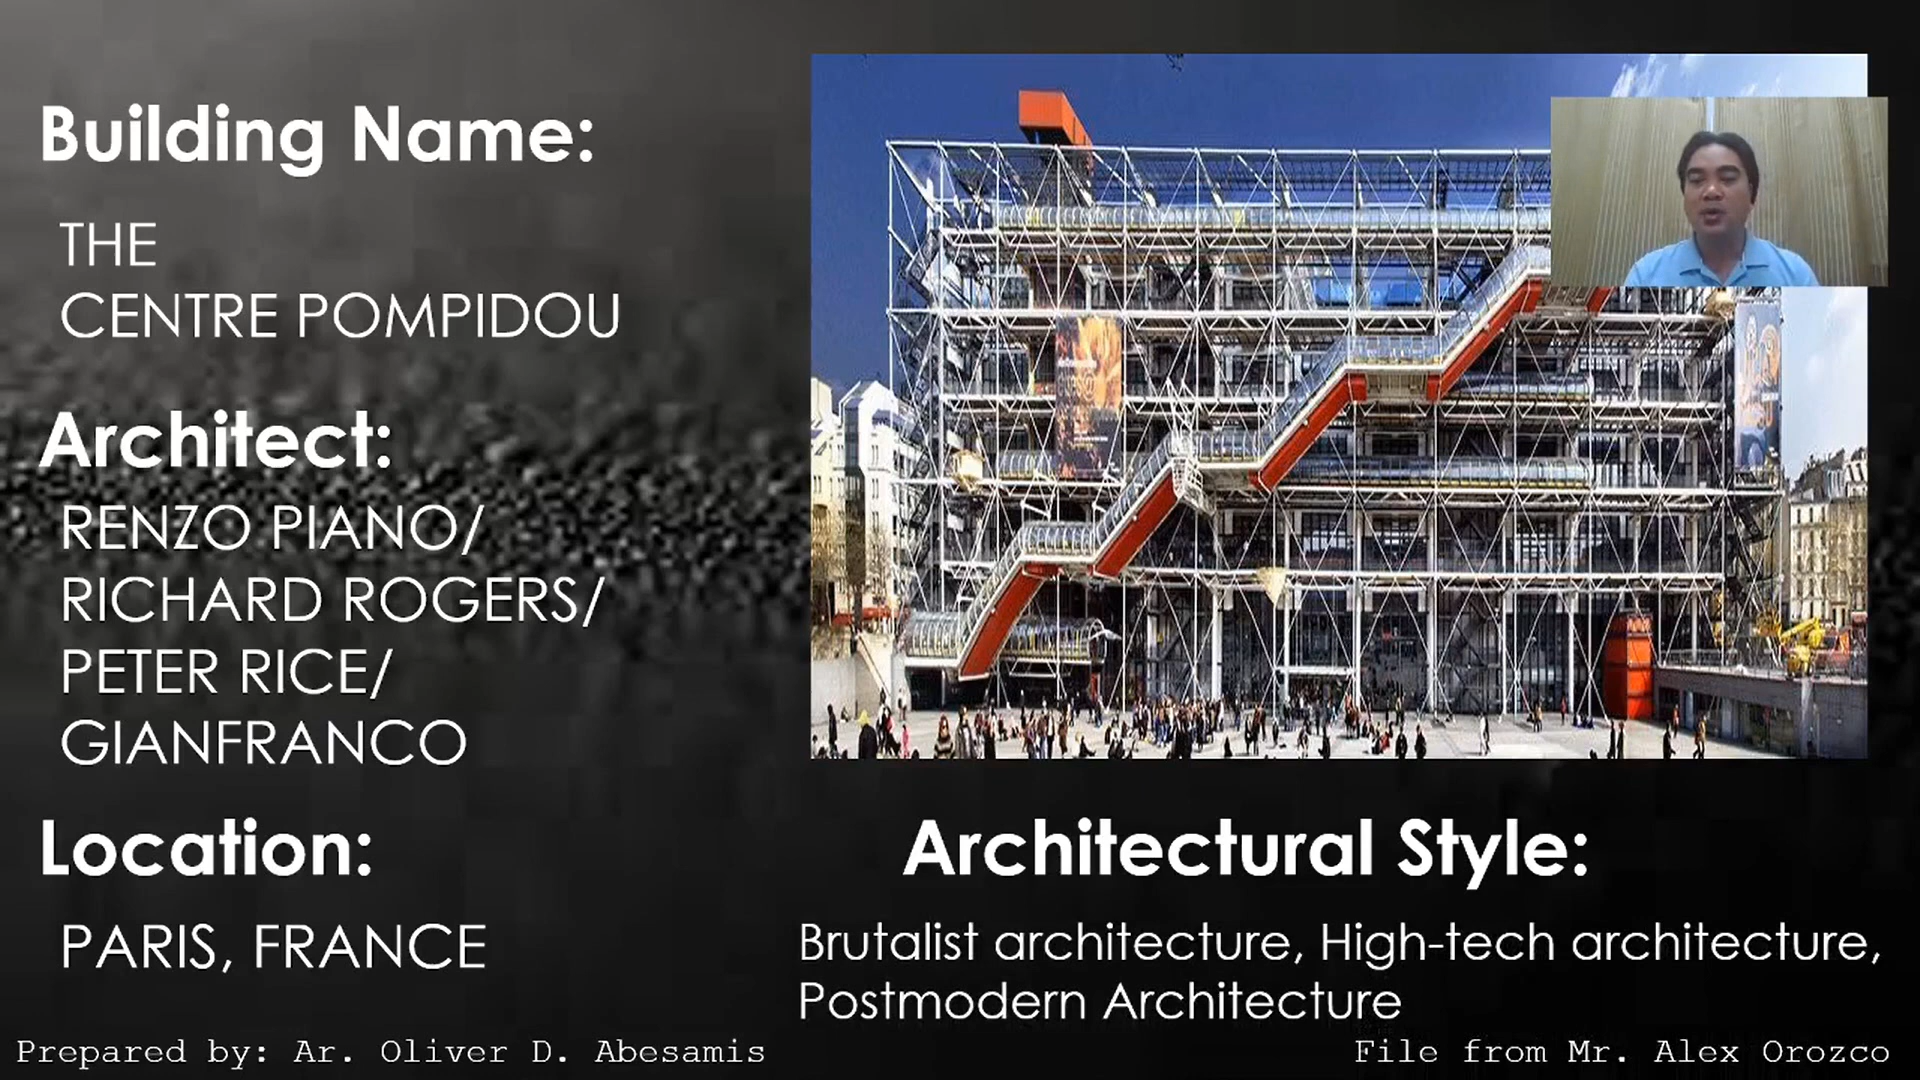 Building Name:
THE
CENTRE POMPIDOU
Architect:
RENZO PIANO/
RICHARD ROGERS/
PETER RICE/
GIANFRANCO
Location:
PARIS, FRANCE
Architectural Style:
Brutalist architecture, High-tech architecture,
Postmodern Architecture
Prepared by: Ar. Oliver D. Abesamis
File from Mr. Alex Orozco